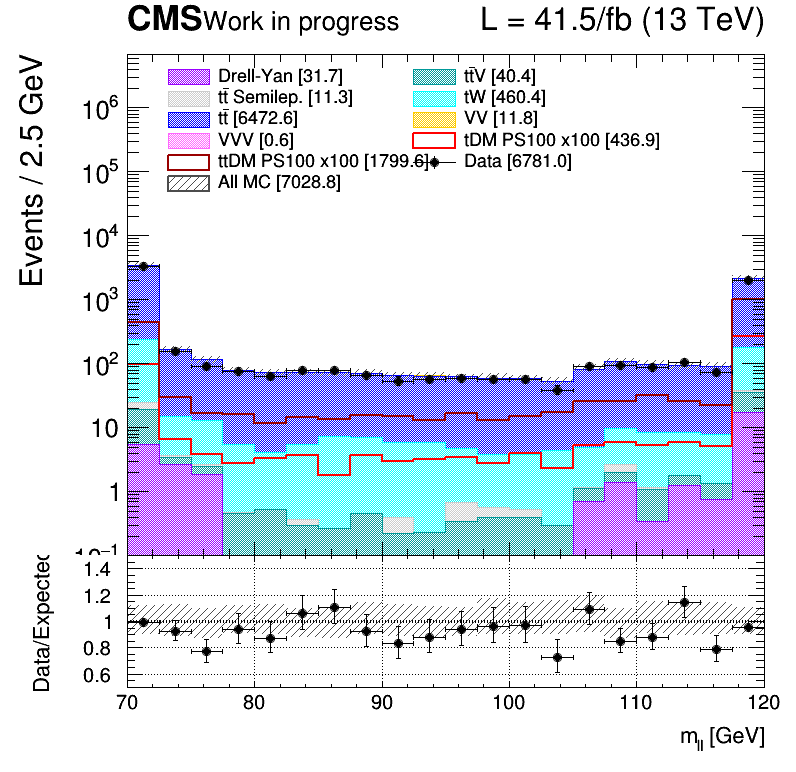 CMS Work in progress L = 41.5/fb (13 TeV)
Events / 2.5 GeV
Drell-Yan [31.7] tt̄V [40.4]
tt̄ Semilep. [11.3] tW [460.4]
tt̄ [6472.6] VV [11.8]
VVV [0.6] tDM PS100 x100 [436.9]
ttDM PS100 x100 [1799.6] Data [6781.0]
All MC [7028.8]
10⁶
10⁵
10⁴
10³
10²
10
1
10⁻¹
Data/Expected
1.4
1.2
1
0.8
0.6
70 80 90 100 110 120
m_ll [GeV]